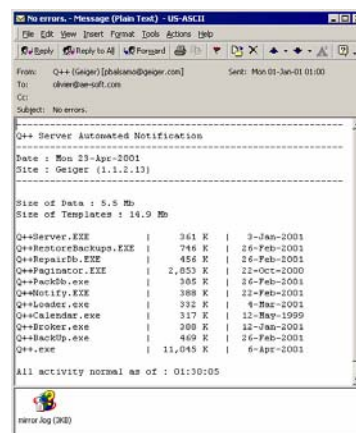 No errors. - Message (Plain Text) - US-ASCII
File Edit View Insert Format Tools Actions Help
Reply Reply to All Forward
From: Q++ (Geiger) [pbalsamo@geiger.com] Sent: Mon 01-Jan-01 01:00
To: olivier@ae-soft.com
Cc:
Subject: No errors.
Q++ Server Automated Notification
Date : Mon 23-Apr-2001
Site : Geiger (1.1.2.13)
Size of Data : 5.5 Mb
Size of Templates : 14.9 Mb
Q++Server.EXE | 361 K | 3-Jan-2001
Q++RestoreBackups.EXE | 746 K | 26-Feb-2001
Q++RepairDb.EXE | 456 K | 26-Feb-2001
Q++Paginator.EXE | 2,853 K | 22-Oct-2000
Q++PackDb.exe | 385 K | 26-Feb-2001
Q++Notify.EXE | 388 K | 22-Feb-2001
Q++Loader.exe | 332 K | 4-Mar-2001
Q++Calendar.exe | 317 K | 12-May-1999
Q++Broker.exe | 388 K | 12-Jan-2001
Q++BackUp.exe | 469 K | 26-Feb-2001
Q++.exe | 11,045 K | 6-Apr-2001
All activity normal as of : 01:30:05
mirror.log (3KB)